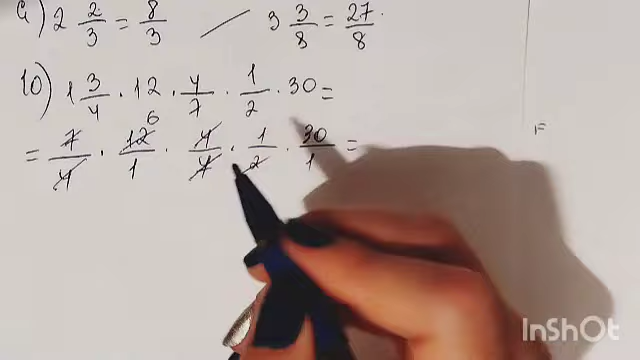 9) 2 2/3 = 8/3 / 3 3/8 = 27/8.
10) 1 3/4 · 12 · 4/7 · 1/2 · 30 =
6
= 7/4 · 12/1 · 4/7 · 1/2 · 30/1 =
InShOt